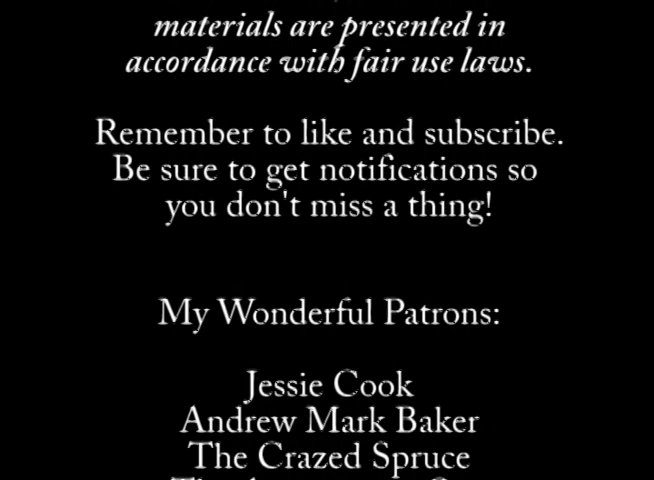 materials are presented in
accordance with fair use laws.
Remember to like and subscribe.
Be sure to get notifications so
you don't miss a thing!
My Wonderful Patrons:
Jessie Cook
Andrew Mark Baker
The Crazed Spruce